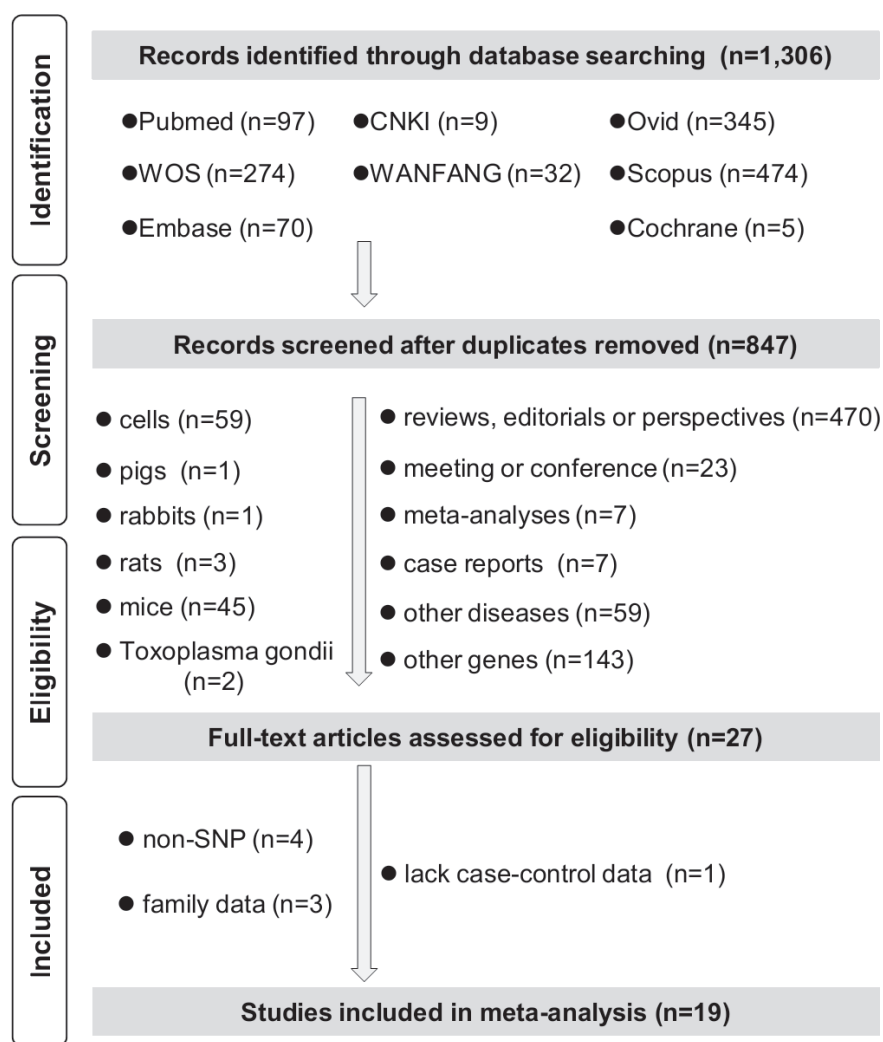 Identification
Records identified through database searching (n=1,306)
●Pubmed (n=97)
●CNKI (n=9)
●Ovid (n=345)
●WOS (n=274)
●WANFANG (n=32)
●Scopus (n=474)
●Embase (n=70)
●Cochrane (n=5)
Screening
Records screened after duplicates removed (n=847)
● cells (n=59)
● pigs (n=1)
● rabbits (n=1)
● rats (n=3)
● mice (n=45)
● Toxoplasma gondii
(n=2)
● reviews, editorials or perspectives (n=470)
● meeting or conference (n=23)
● meta-analyses (n=7)
● case reports (n=7)
● other diseases (n=59)
● other genes (n=143)
Eligibility
Full-text articles assessed for eligibility (n=27)
● non-SNP (n=4)
● family data (n=3)
● lack case-control data (n=1)
Included
Studies included in meta-analysis (n=19)